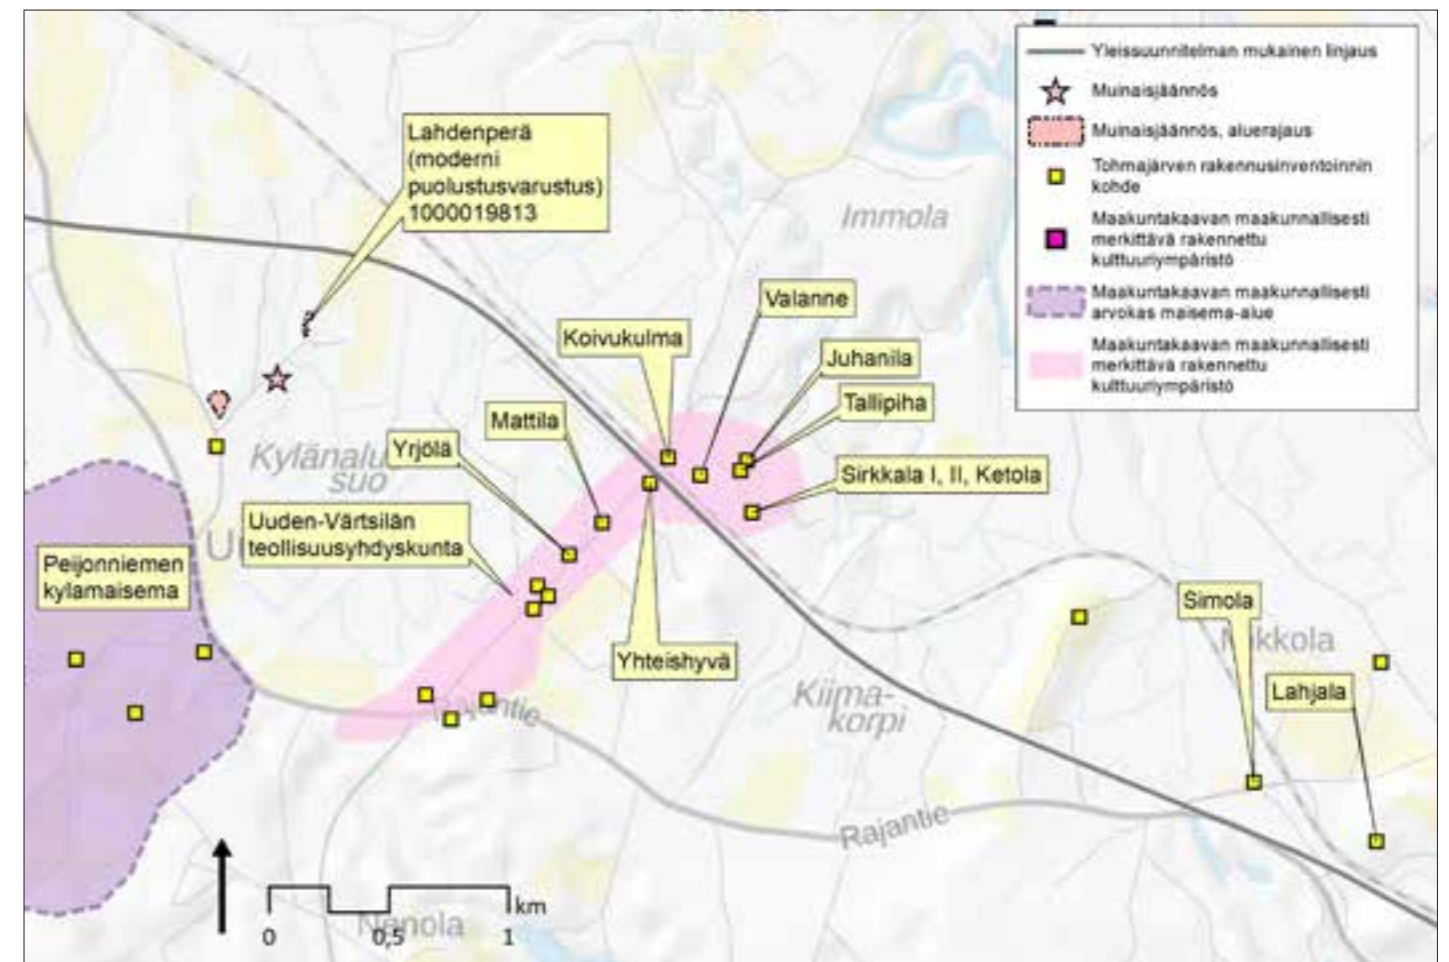 Yleissuunnitelman mukainen linjaus
Muinaisjäännös
Muinaisjäännös, aluerajaus
Tohmajärven rakennusinventoinnin
kohde
Maakuntakaavan maakunnallisesti
merkittävä rakennettu
kulttuuriympäristö
Maakuntakaavan maakunnallisesti
arvokas maisema-alue
Maakuntakaavan maakunnallisesti
merkittävä rakennettu
kulttuuriympäristö
Lahdenperä
(moderni
puolustusvarustus)
1000019813
Immola
Valanne
Koivukulma
Juhanila
Tallipiha
Mattila
Yrjölä
Kylänalu
suo
Sirkkala I, II, Ketola
Uuden-Värtsilän
teollisuusyhdyskunta
Peijonniemen
kylamaisema
Simola
Yhteishyvä
Lahjala
Kiima-
korpi
Rajantie
Rajantie
Nenola
km
0
0,5
1